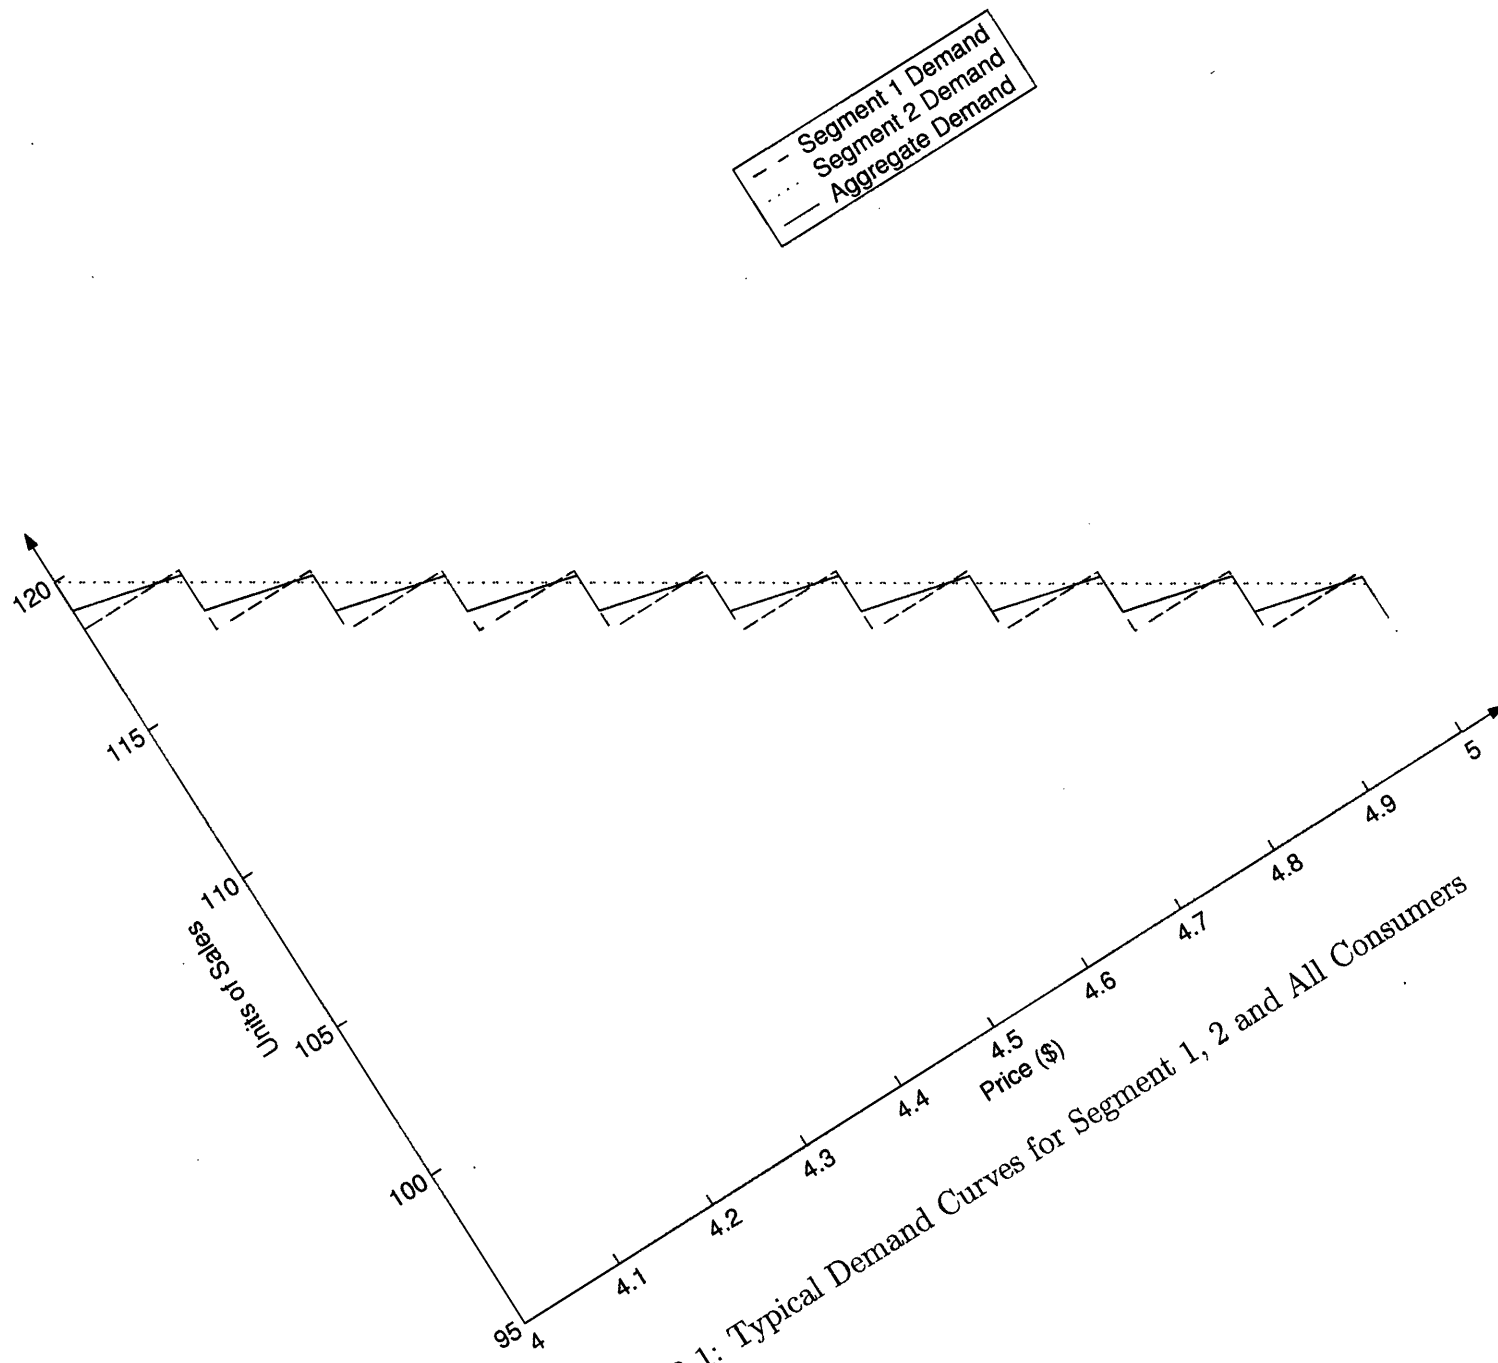 Segment 1 Demand
Segment 2 Demand
Aggregate Demand
120
115
110
105
100
95
Units of Sales
4
4.1
4.2
4.3
4.4
4.5
4.6
4.7
4.8
4.9
5
Price ($)
1: Typical Demand Curves for Segment 1, 2 and All Consumers